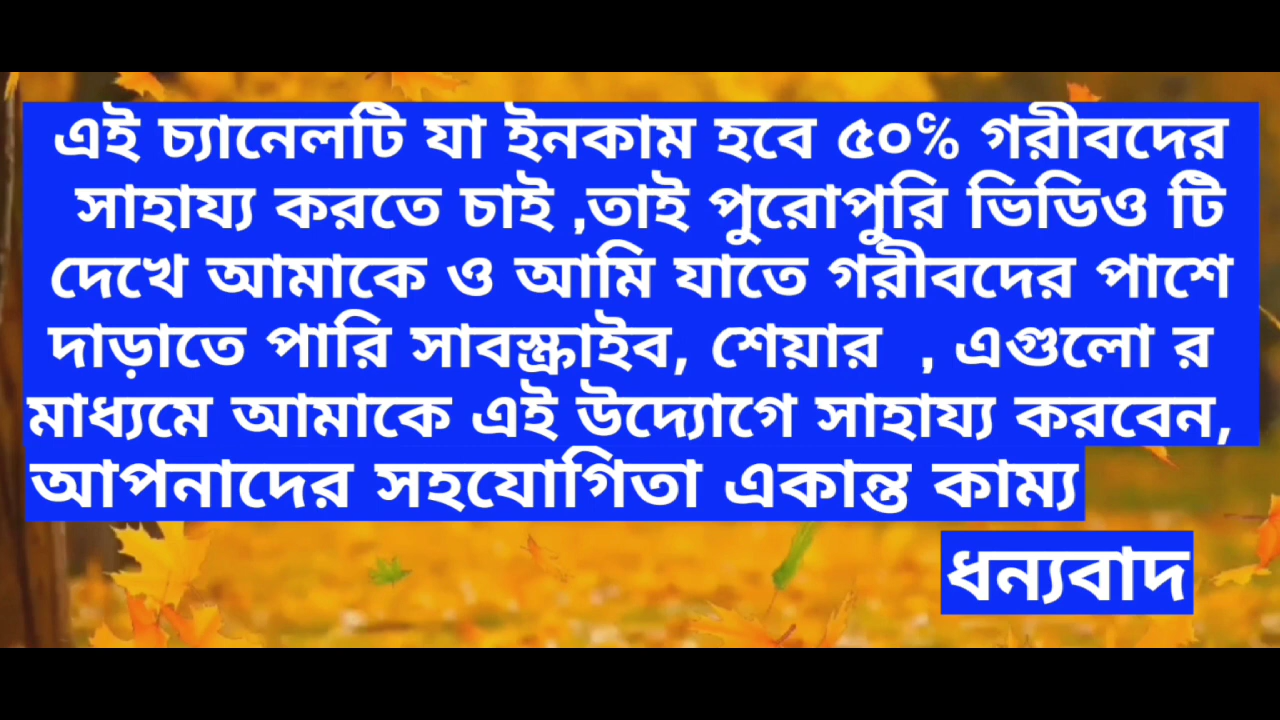 এই চ্যানেলটি যা ইনকাম হবে ৫০% গরীবদের
সাহায্য করতে চাই ,তাই পুরোপুরি ভিডিও টি
দেখে আমাকে ও আমি যাতে গরীবদের পাশে
দাড়াতে পারি সাবস্ক্রাইব, শেয়ার , এগুলো র
মাধ্যমে আমাকে এই উদ্যোগে সাহায্য করবেন,
আপনাদের সহযোগিতা একান্ত কাম্য
ধন্যবাদ